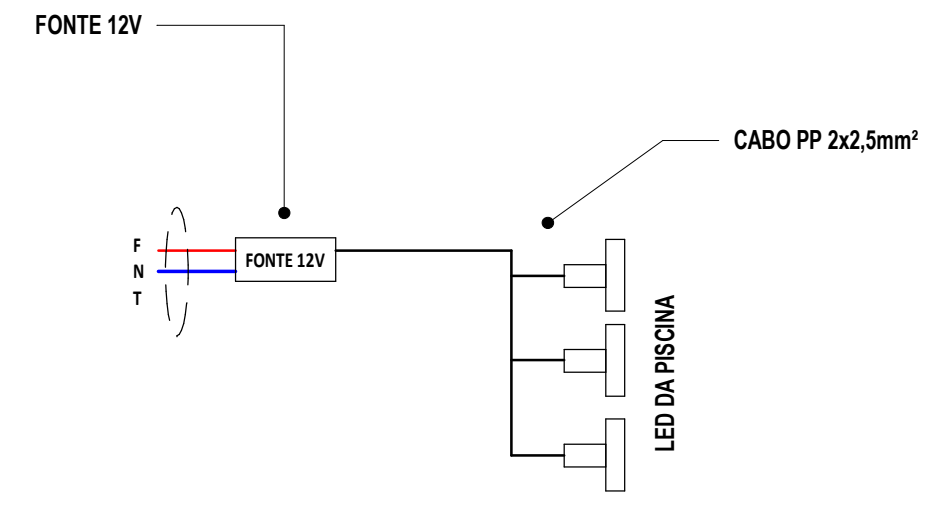 FONTE 12V
CABO PP 2x2,5mm²
F
N
T
FONTE 12V
LED DA PISCINA